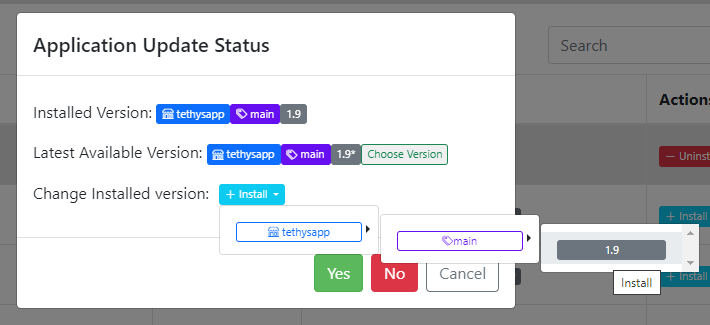 Application Update Status
Search
Actions
Installed Version: tethysapp main 1.9
Latest Available Version: tethysapp main 1.9* Choose Version
— Uninst
Change Installed version: + Install
+ Install
tethysapp
main
1.9
+ Install
Install
Yes No Cancel